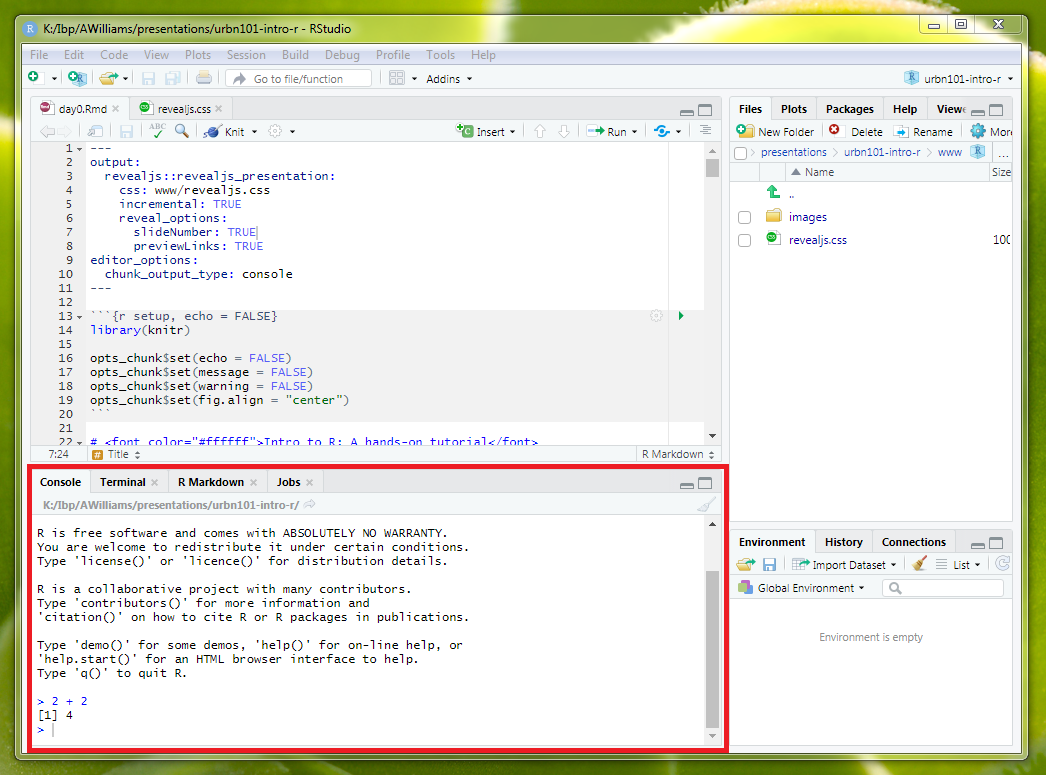 K:/Ibp/AWilliams/presentations/urbn101-intro-r - RStudio
File Edit Code View Plots Session Build Debug Profile Tools Help
Go to file/function Addins urbn101-intro-r
day0.Rmd revealjs.css
ABC Knit Insert Run
1 ---
2 output:
3   revealjs::revealjs_presentation:
4     css: www/revealjs.css
5     incremental: TRUE
6     reveal_options:
7       slideNumber: TRUE
8       previewLinks: TRUE
9 editor_options:
10   chunk_output_type: console
11 ---
12
13 ```{r setup, echo = FALSE}
14 library(knitr)
15
16 opts_chunk$set(echo = FALSE)
17 opts_chunk$set(message = FALSE)
18 opts_chunk$set(warning = FALSE)
19 opts_chunk$set(fig.align = "center")
20 ```
21
22 # <font color="#ffffff">Intro to R: A hands-on tutorial</font>
7:24 # Title R Markdown
Console Terminal R Markdown Jobs
K:/Ibp/AWilliams/presentations/urbn101-intro-r/
R is free software and comes with ABSOLUTELY NO WARRANTY.
You are welcome to redistribute it under certain conditions.
Type 'license()' or 'licence()' for distribution details.
R is a collaborative project with many contributors.
Type 'contributors()' for more information and
'citation()' on how to cite R or R packages in publications.
Type 'demo()' for some demos, 'help()' for on-line help, or
'help.start()' for an HTML browser interface to help.
Type 'q()' to quit R.
> 2 + 2
[1] 4
>
Files Plots Packages Help Viewe
New Folder Delete Rename More
presentations urbn101-intro-r www ...
Name Size
..
images
revealjs.css 100
Environment History Connections
Import Dataset List
Global Environment
Environment is empty